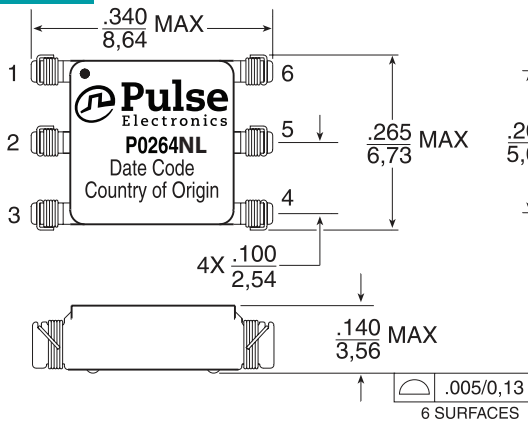 .340
8,64 MAX
1
6
Pulse
Electronics
2
5
P0264NL
.265
6,73 MAX
Date Code
Country of Origin
3
4
4X .100
2,54
.140
3,56 MAX
.005/0,13
6 SURFACES